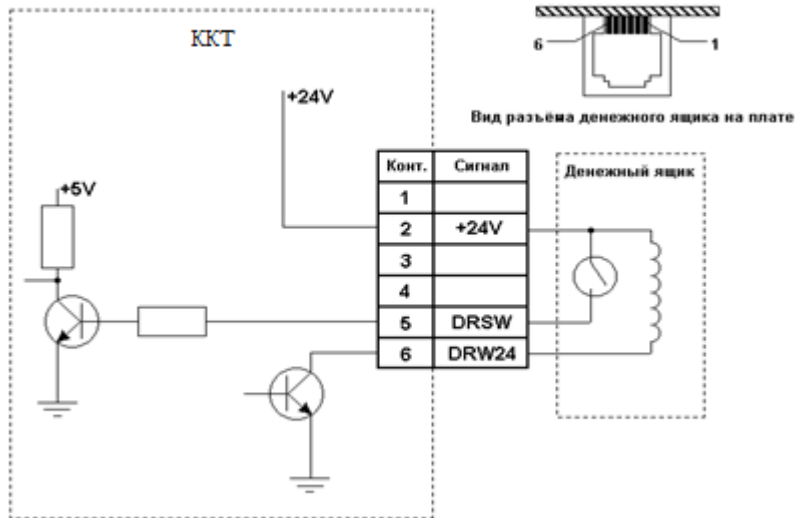 ККТ
6
1
Вид разъёма денежного ящика на плате
+24V
+5V
Конт. Сигнал
1
2 +24V
3
4
5 DRSW
6 DRW24
Денежный ящик